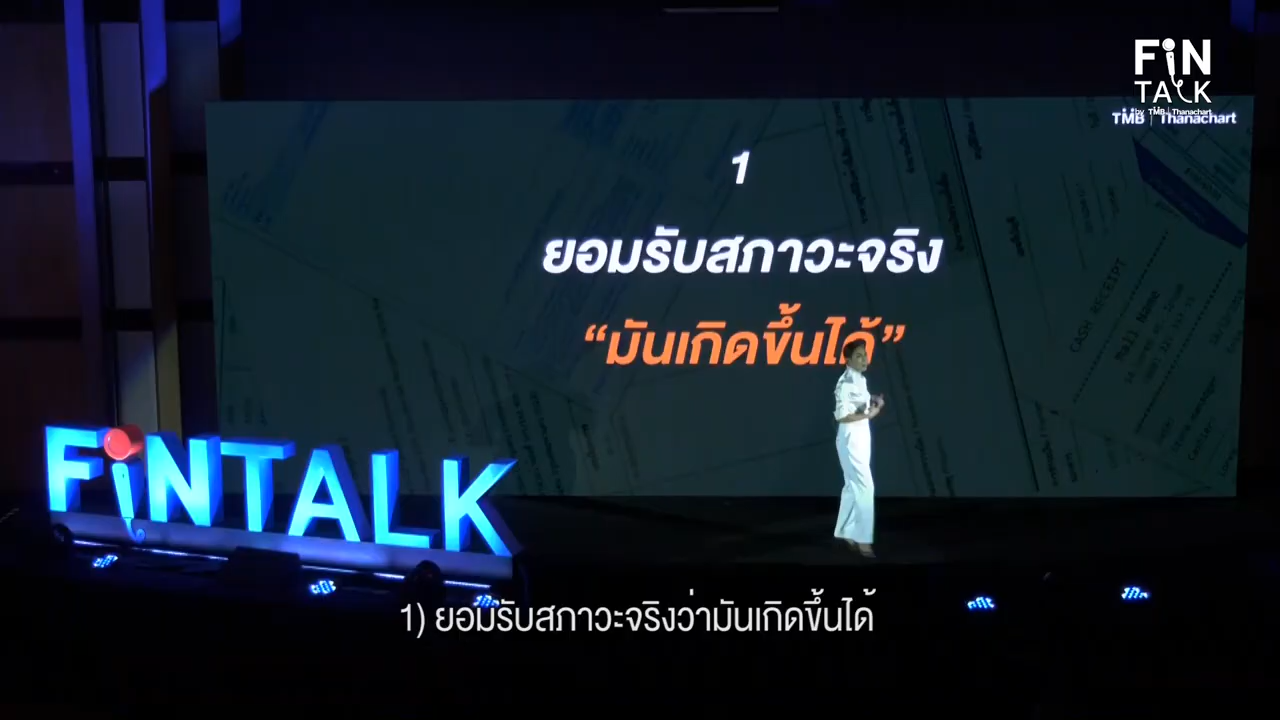 FiN
TALK
by TMB | Thanachart
TMB | Thanachart
1
ยอมรับสภาวะจริง
“มันเกิดขึ้นได้”
CASH RECEIPT
FiNTALK
1) ยอมรับสภาวะจริงว่ามันเกิดขึ้นได้